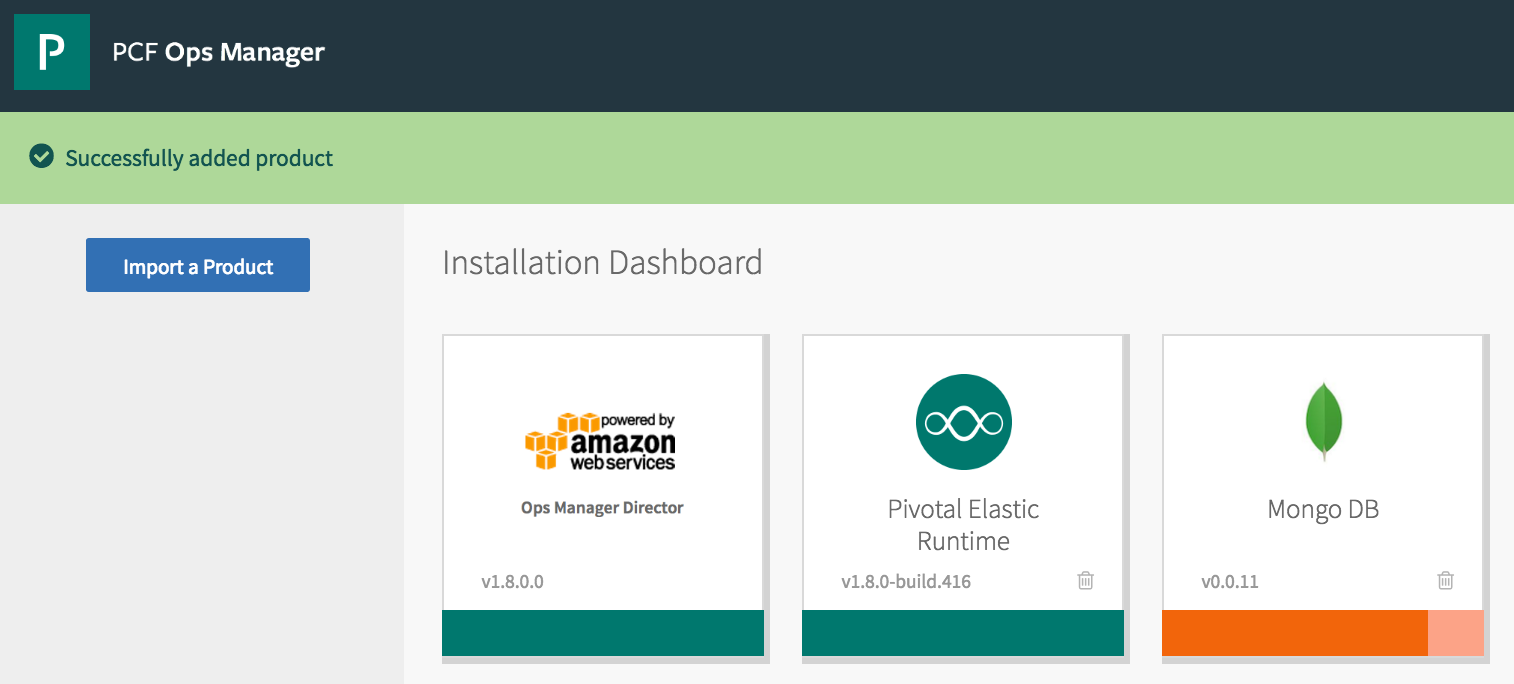 P
PCF Ops Manager
Successfully added product
Import a Product
Installation Dashboard
powered by
amazon
webservices
Ops Manager Director
v1.8.0.0
Pivotal Elastic
Runtime
v1.8.0-build.416
Mongo DB
v0.0.11